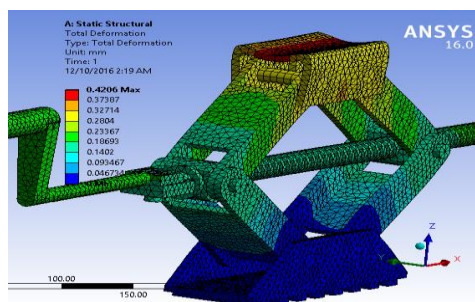 A: Static Structural
Total Deformation
Type: Total Deformation
Unit: mm
Time: 1
12/10/2016 2:19 AM
0.4206 Max
0.37387
0.32714
0.2804
0.23367
0.18693
0.1402
0.093467
0.046734
ANSYS
16.0
Z
Y
X
100.00
150.00